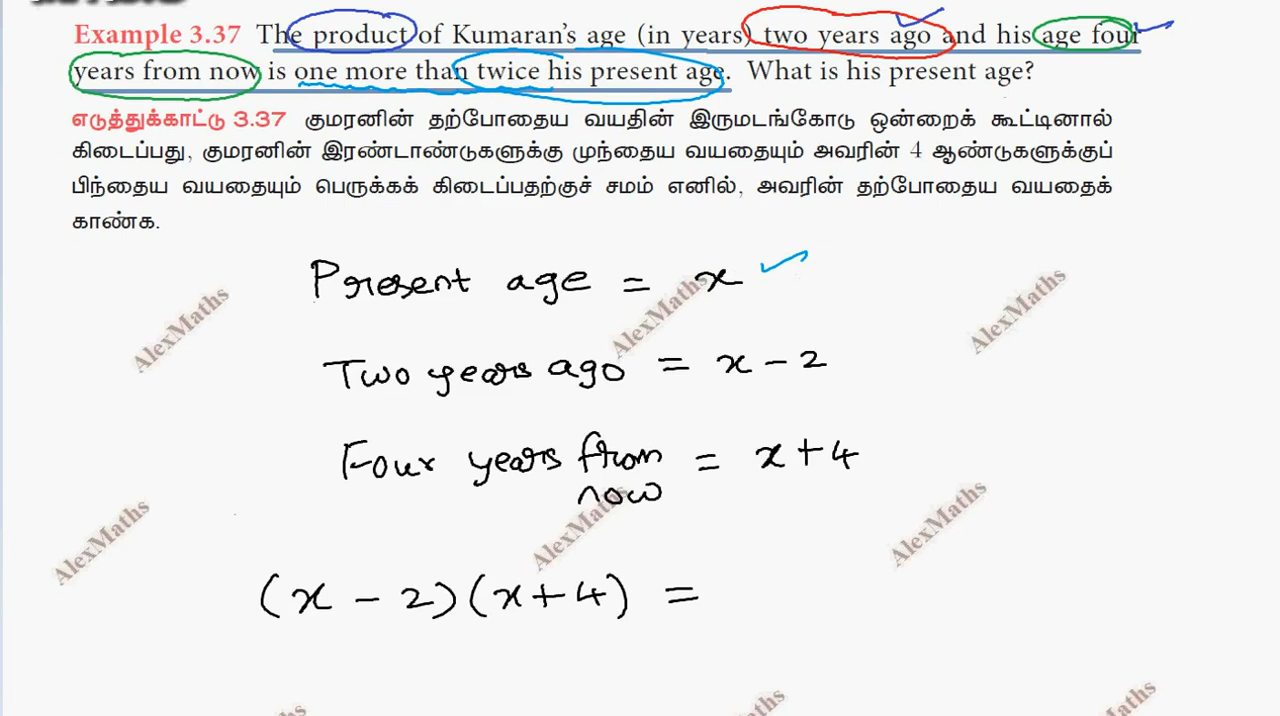 Example 3.37 The product of Kumaran's age (in years) two years ago and his age four
years from now is one more than twice his present age. What is his present age?
எடுத்துக்காட்டு 3.37 குமரனின் தற்போதைய வயதின் இருமடங்கோடு ஒன்றைக் கூட்டினால்
கிடைப்பது, குமரனின் இரண்டாண்டுகளுக்கு முந்தைய வயதையும் அவரின் 4 ஆண்டுகளுக்குப்
பிந்தைய வயதையும் பெருக்கக் கிடைப்பதற்குச் சமம் எனில், அவரின் தற்போதைய வயதைக்
காண்க.
Present age = x
AlexMaths
AlexMaths
AlexMaths
Two years ago = x - 2
Four years from = x + 4
now
AlexMaths
AlexMaths
AlexMaths
(x - 2)(x + 4) =
AlexMaths